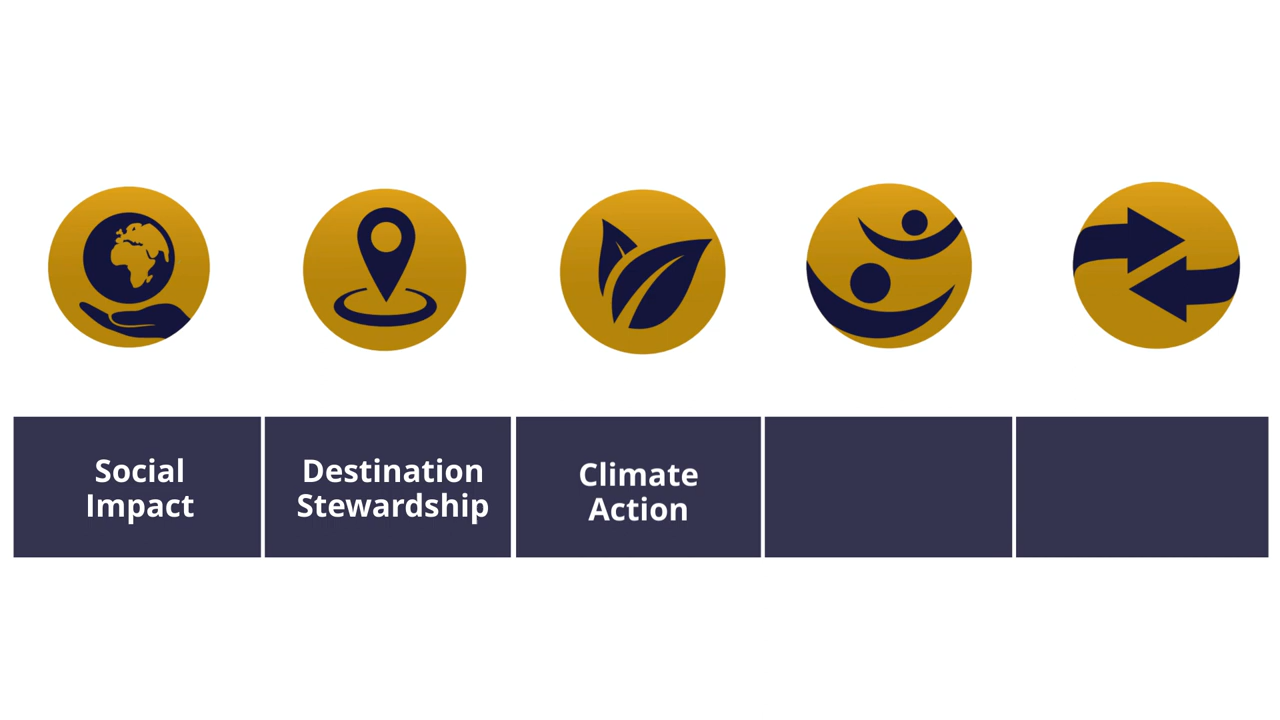 Social
Impact
Destination
Stewardship
Climate
Action